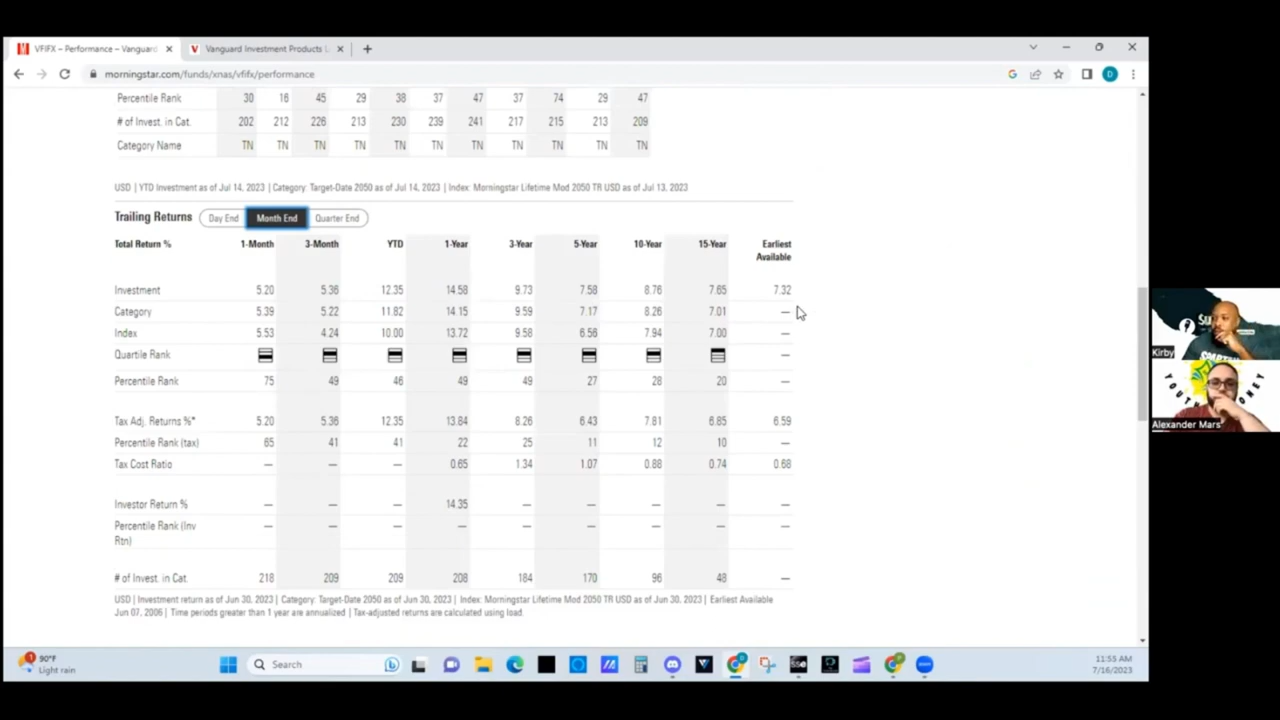 VFIFX – Performance – Vanguard
Vanguard Investment Products L
morningstar.com/funds/xnas/vfifx/performance
Percentile Rank 30 16 45 29 38 37 47 37 74 29 47
# of Invest. in Cat. 202 212 226 213 230 239 241 217 215 213 209
Category Name TN TN TN TN TN TN TN TN TN TN TN
USD | YTD Investment as of Jul 14, 2023 | Category: Target-Date 2050 as of Jul 14, 2023 | Index: Morningstar Lifetime Mod 2050 TR USD as of Jul 13, 2023
Trailing Returns Day End Month End Quarter End
Total Return % 1-Month 3-Month YTD 1-Year 3-Year 5-Year 10-Year 15-Year Earliest
Available
Investment 5.20 5.36 12.35 14.58 9.73 7.58 8.76 7.65 7.32
Category 5.39 5.22 11.82 14.15 9.59 7.17 8.26 7.01 —
Index 5.53 4.24 10.00 13.72 9.58 6.56 7.94 7.00 —
Quartile Rank —
Percentile Rank 75 49 46 49 49 27 28 20 —
Tax Adj. Returns %* 5.20 5.36 12.35 13.84 8.26 6.43 7.81 6.85 6.59
Percentile Rank (tax) 65 41 41 22 25 11 12 10 —
Tax Cost Ratio — — — 0.65 1.34 1.07 0.88 0.74 0.68
Investor Return % — — — 14.35 — — — — —
Percentile Rank (Inv — — — — — — — — —
Rtn)
# of Invest. in Cat. 218 209 209 208 184 170 96 48 —
USD | Investment return as of Jun 30, 2023 | Category: Target-Date 2050 as of Jun 30, 2023 | Index: Morningstar Lifetime Mod 2050 TR USD as of Jun 30, 2023 | Earliest Available
Jun 07, 2006 | Time periods greater than 1 year are annualized | Tax-adjusted returns are calculated using load.
Kirby
Alexander Mars
90°F
Light rain
Search
11:55 AM
7/16/2023